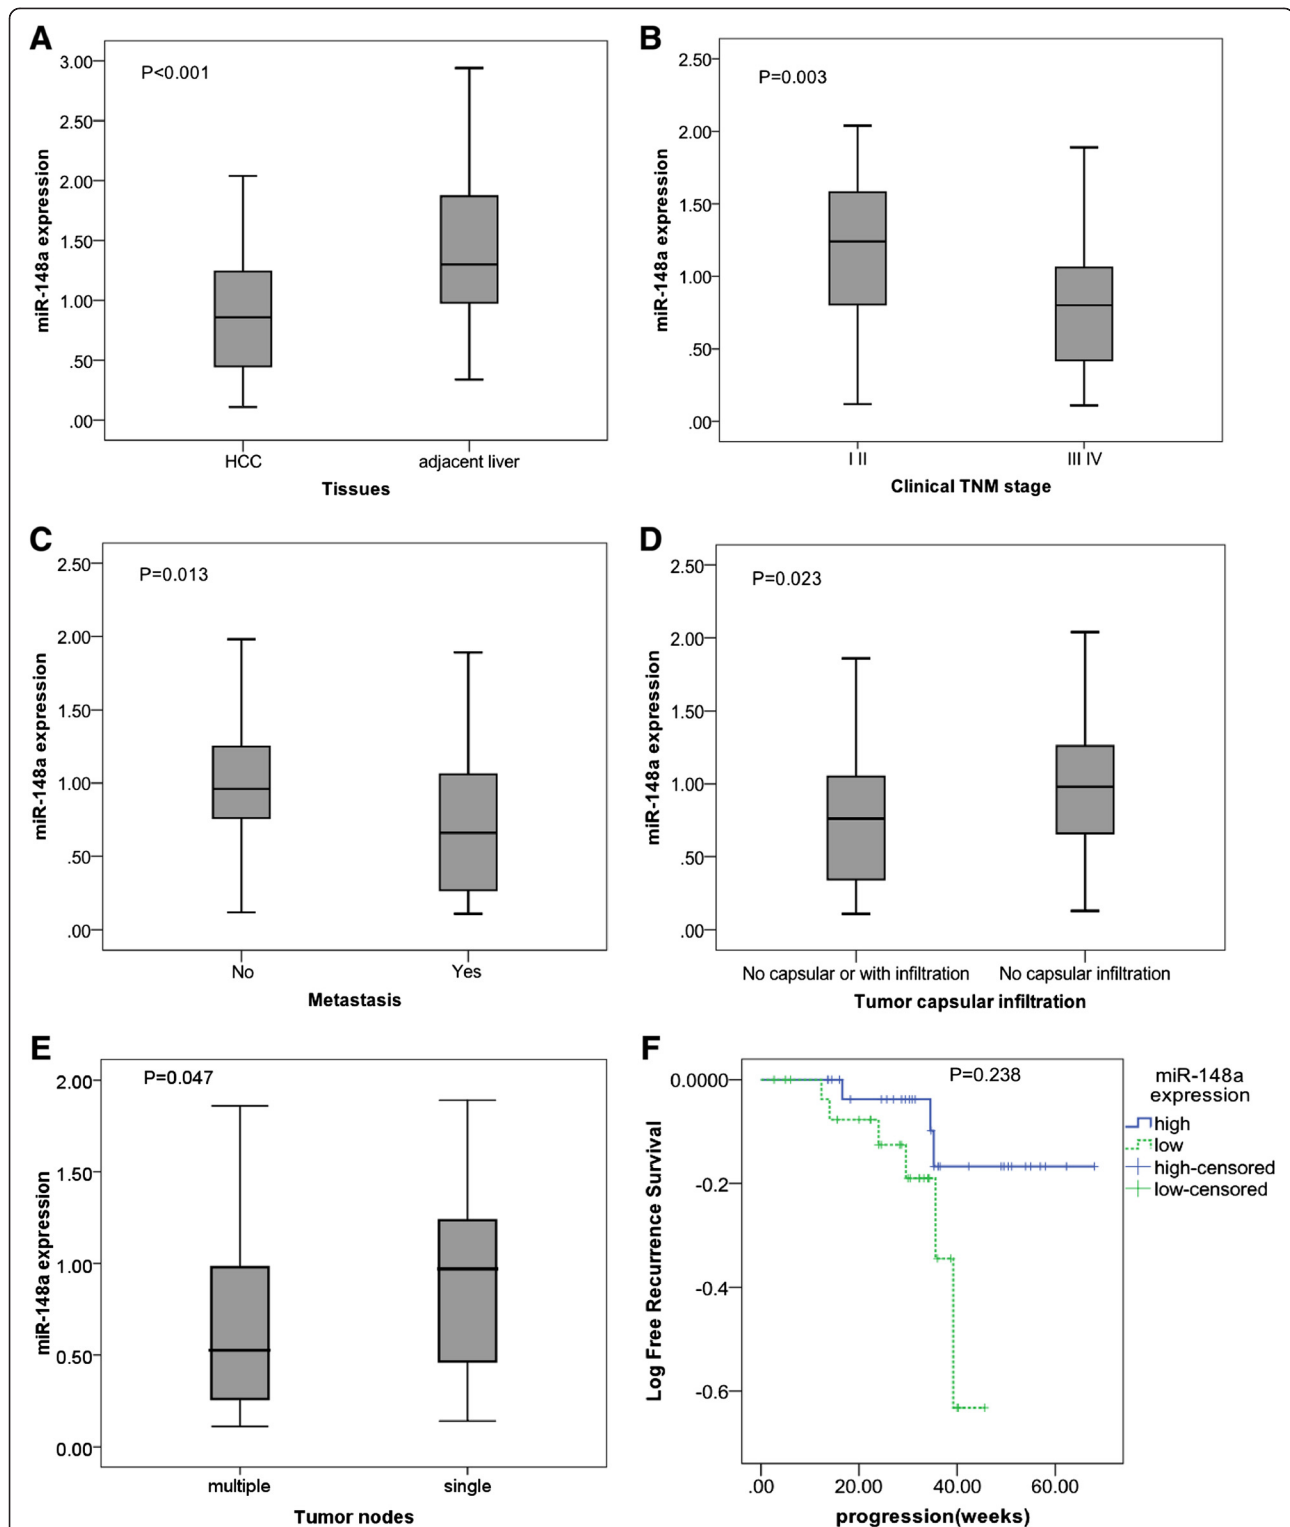 A
P<0.001
3.00
2.50
2.00
1.50
1.00
.50
.00
miR-148a expression
HCC
adjacent liver
Tissues
B
P=0.003
2.50
2.00
1.50
1.00
.50
.00
miR-148a expression
I II
III IV
Clinical TNM stage
C
P=0.013
2.50
2.00
1.50
1.00
.50
.00
miR-148a expression
No
Yes
Metastasis
D
P=0.023
2.50
2.00
1.50
1.00
.50
.00
miR-148a expression
No capsular or with infiltration
No capsular infiltration
Tumor capsular infiltration
E
P=0.047
2.00
1.50
1.00
0.50
0.00
miR-148a expression
multiple
single
Tumor nodes
F
P=0.238
0.0000
-0.2
-0.4
-0.6
Log Free Recurrence Survival
.00
20.00
40.00
60.00
progression(weeks)
miR-148a
expression
high
low
high-censored
low-censored